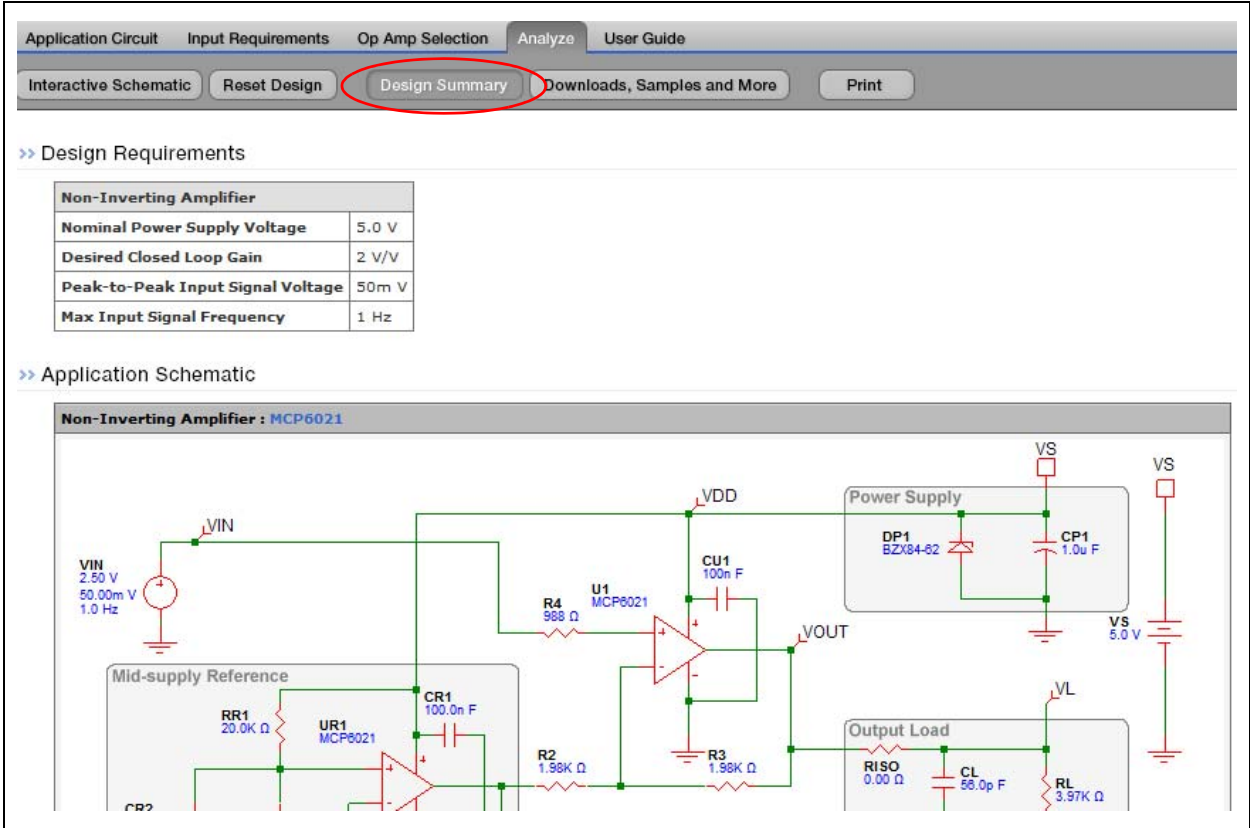 Application Circuit Input Requirements Op Amp Selection Analyze User Guide
Interactive Schematic Reset Design Design Summary Downloads, Samples and More Print
>> Design Requirements
Non-Inverting Amplifier
Nominal Power Supply Voltage 5.0 V
Desired Closed Loop Gain 2 V/V
Peak-to-Peak Input Signal Voltage 50m V
Max Input Signal Frequency 1 Hz
>> Application Schematic
Non-Inverting Amplifier : MCP6021
VS
VS
VDD
Power Supply
VIN
DP1
BZX84-62
CP1
1.0u F
VIN
2.50 V
50.00m V
1.0 Hz
CU1
100n F
U1
MCP6021
R4
988 Ω
+
-
+
-
VOUT
VS
5.0 V
Mid-supply Reference
CR1
100.0n F
VL
RR1
20.0K Ω
UR1
MCP6021
Output Load
R2
1.98K Ω
R3
1.98K Ω
RISO
0.00 Ω
CL
56.0p F
RL
3.97K Ω
+
-
+
CR2